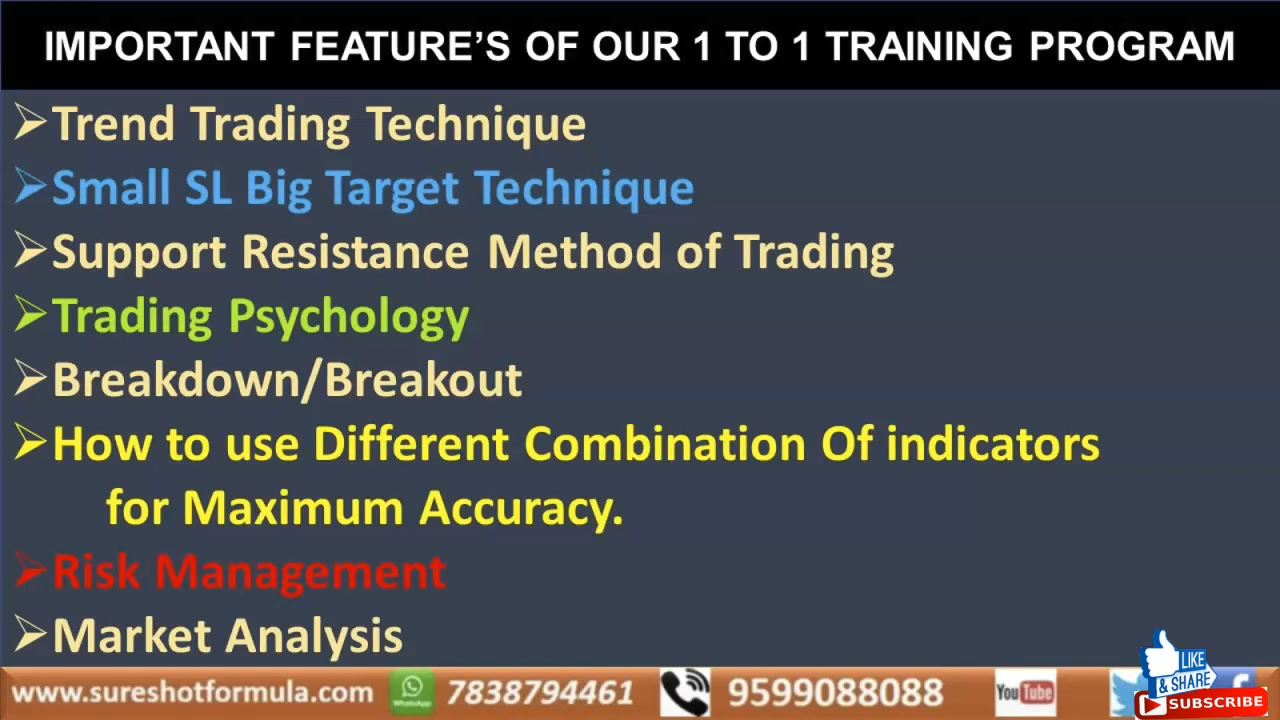 IMPORTANT FEATURE'S OF OUR 1 TO 1 TRAINING PROGRAM
Trend Trading Technique
Small SL Big Target Technique
Support Resistance Method of Trading
Trading Psychology
Breakdown/Breakout
How to use Different Combination Of indicators
for Maximum Accuracy.
Risk Management
Market Analysis
LIKE
& SHARE
www.sureshotformula.com WhatsApp 7838794461 9599088088 YouTube
SUBSCRIBE